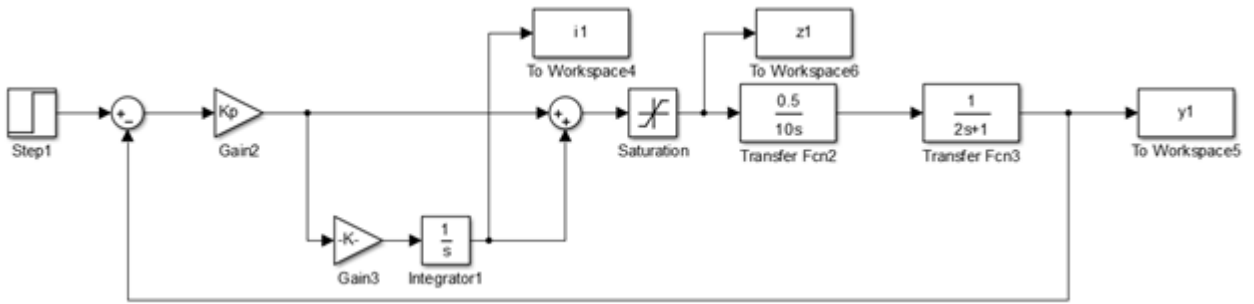 i1
To Workspace4
z1
To Workspace6
Step1
+
−
Kp
Gain2
+
+
Saturation
0.5
10s
Transfer Fcn2
1
2s+1
Transfer Fcn3
y1
To Workspace5
-K-
Gain3
1
s
Integrator1